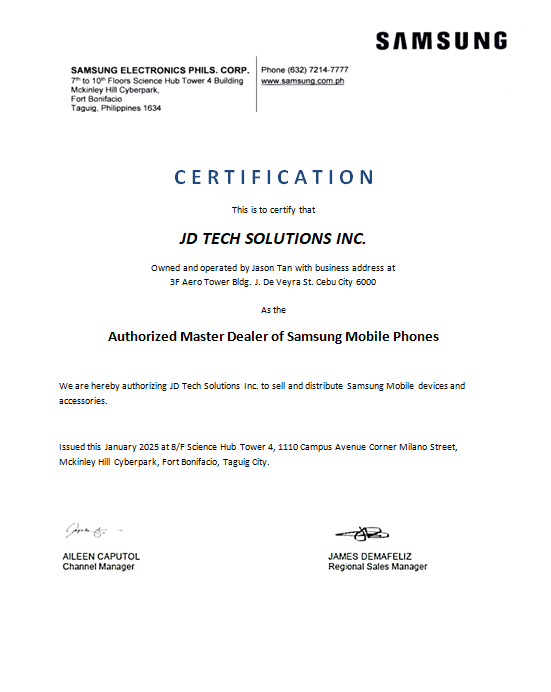 SAMSUNG
SAMSUNG ELECTRONICS PHILS. CORP.
7th to 10th Floors Science Hub Tower 4 Building
Mckinley Hill Cyberpark,
Fort Bonifacio
Taguig, Philippines 1634
Phone (632) 7214-7777
www.samsung.com.ph
CERTIFICATION
This is to certify that
JD TECH SOLUTIONS INC.
Owned and operated by Jason Tan with business address at
3F Aero Tower Bldg. J. De Veyra St. Cebu City 6000
As the
Authorized Master Dealer of Samsung Mobile Phones
We are hereby authorizing JD Tech Solutions Inc. to sell and distribute Samsung Mobile devices and
accessories.
Issued this January 2025 at 8/F Science Hub Tower 4, 1110 Campus Avenue Corner Milano Street,
Mckinley Hill Cyberpark, Fort Bonifacio, Taguig City.
AILEEN CAPUTOL
Channel Manager
JAMES DEMAFELIZ
Regional Sales Manager